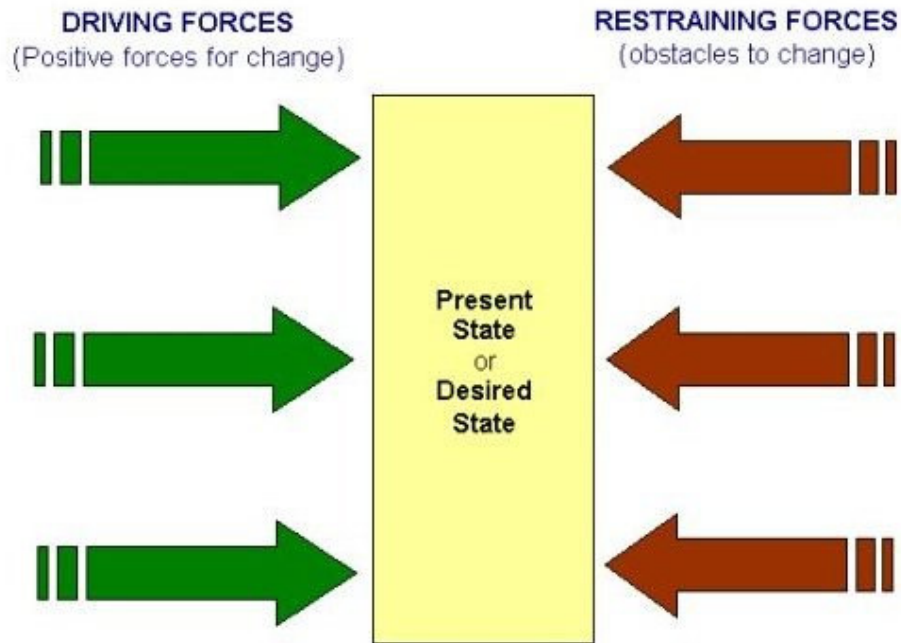 DRIVING FORCES
(Positive forces for change)
RESTRAINING FORCES
(obstacles to change)
Present
State
or
Desired
State